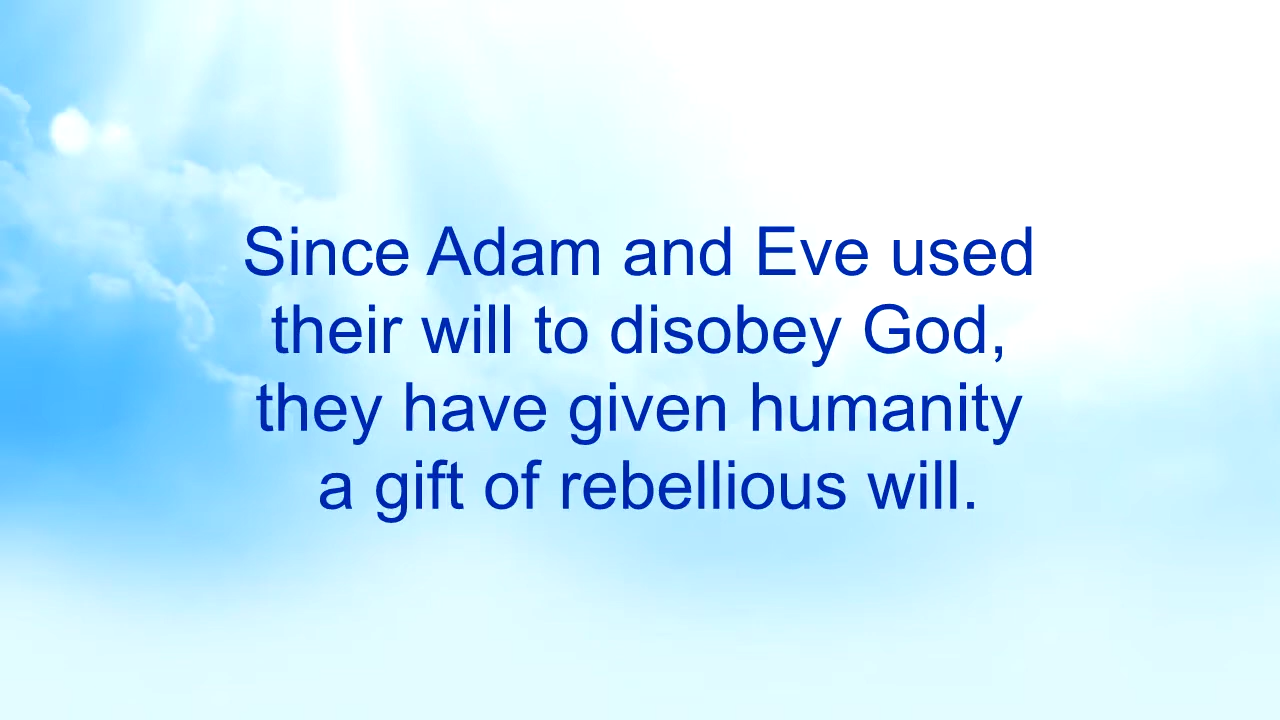 Since Adam and Eve used
their will to disobey God,
they have given humanity
a gift of rebellious will.